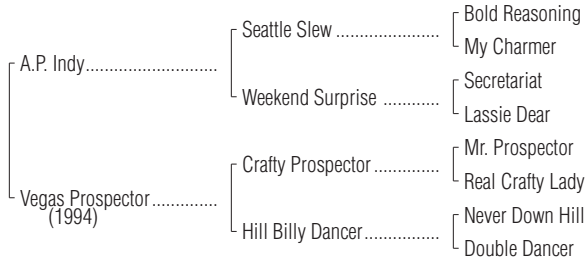 Bold Reasoning
Seattle Slew ....................
My Charmer
A.P. Indy.............................
Secretariat
Weekend Surprise ............
Lassie Dear
Mr. Prospector
Crafty Prospector ..............
Real Crafty Lady
Vegas Prospector..............
(1994)
Never Down Hill
Hill Billy Dancer................
Double Dancer